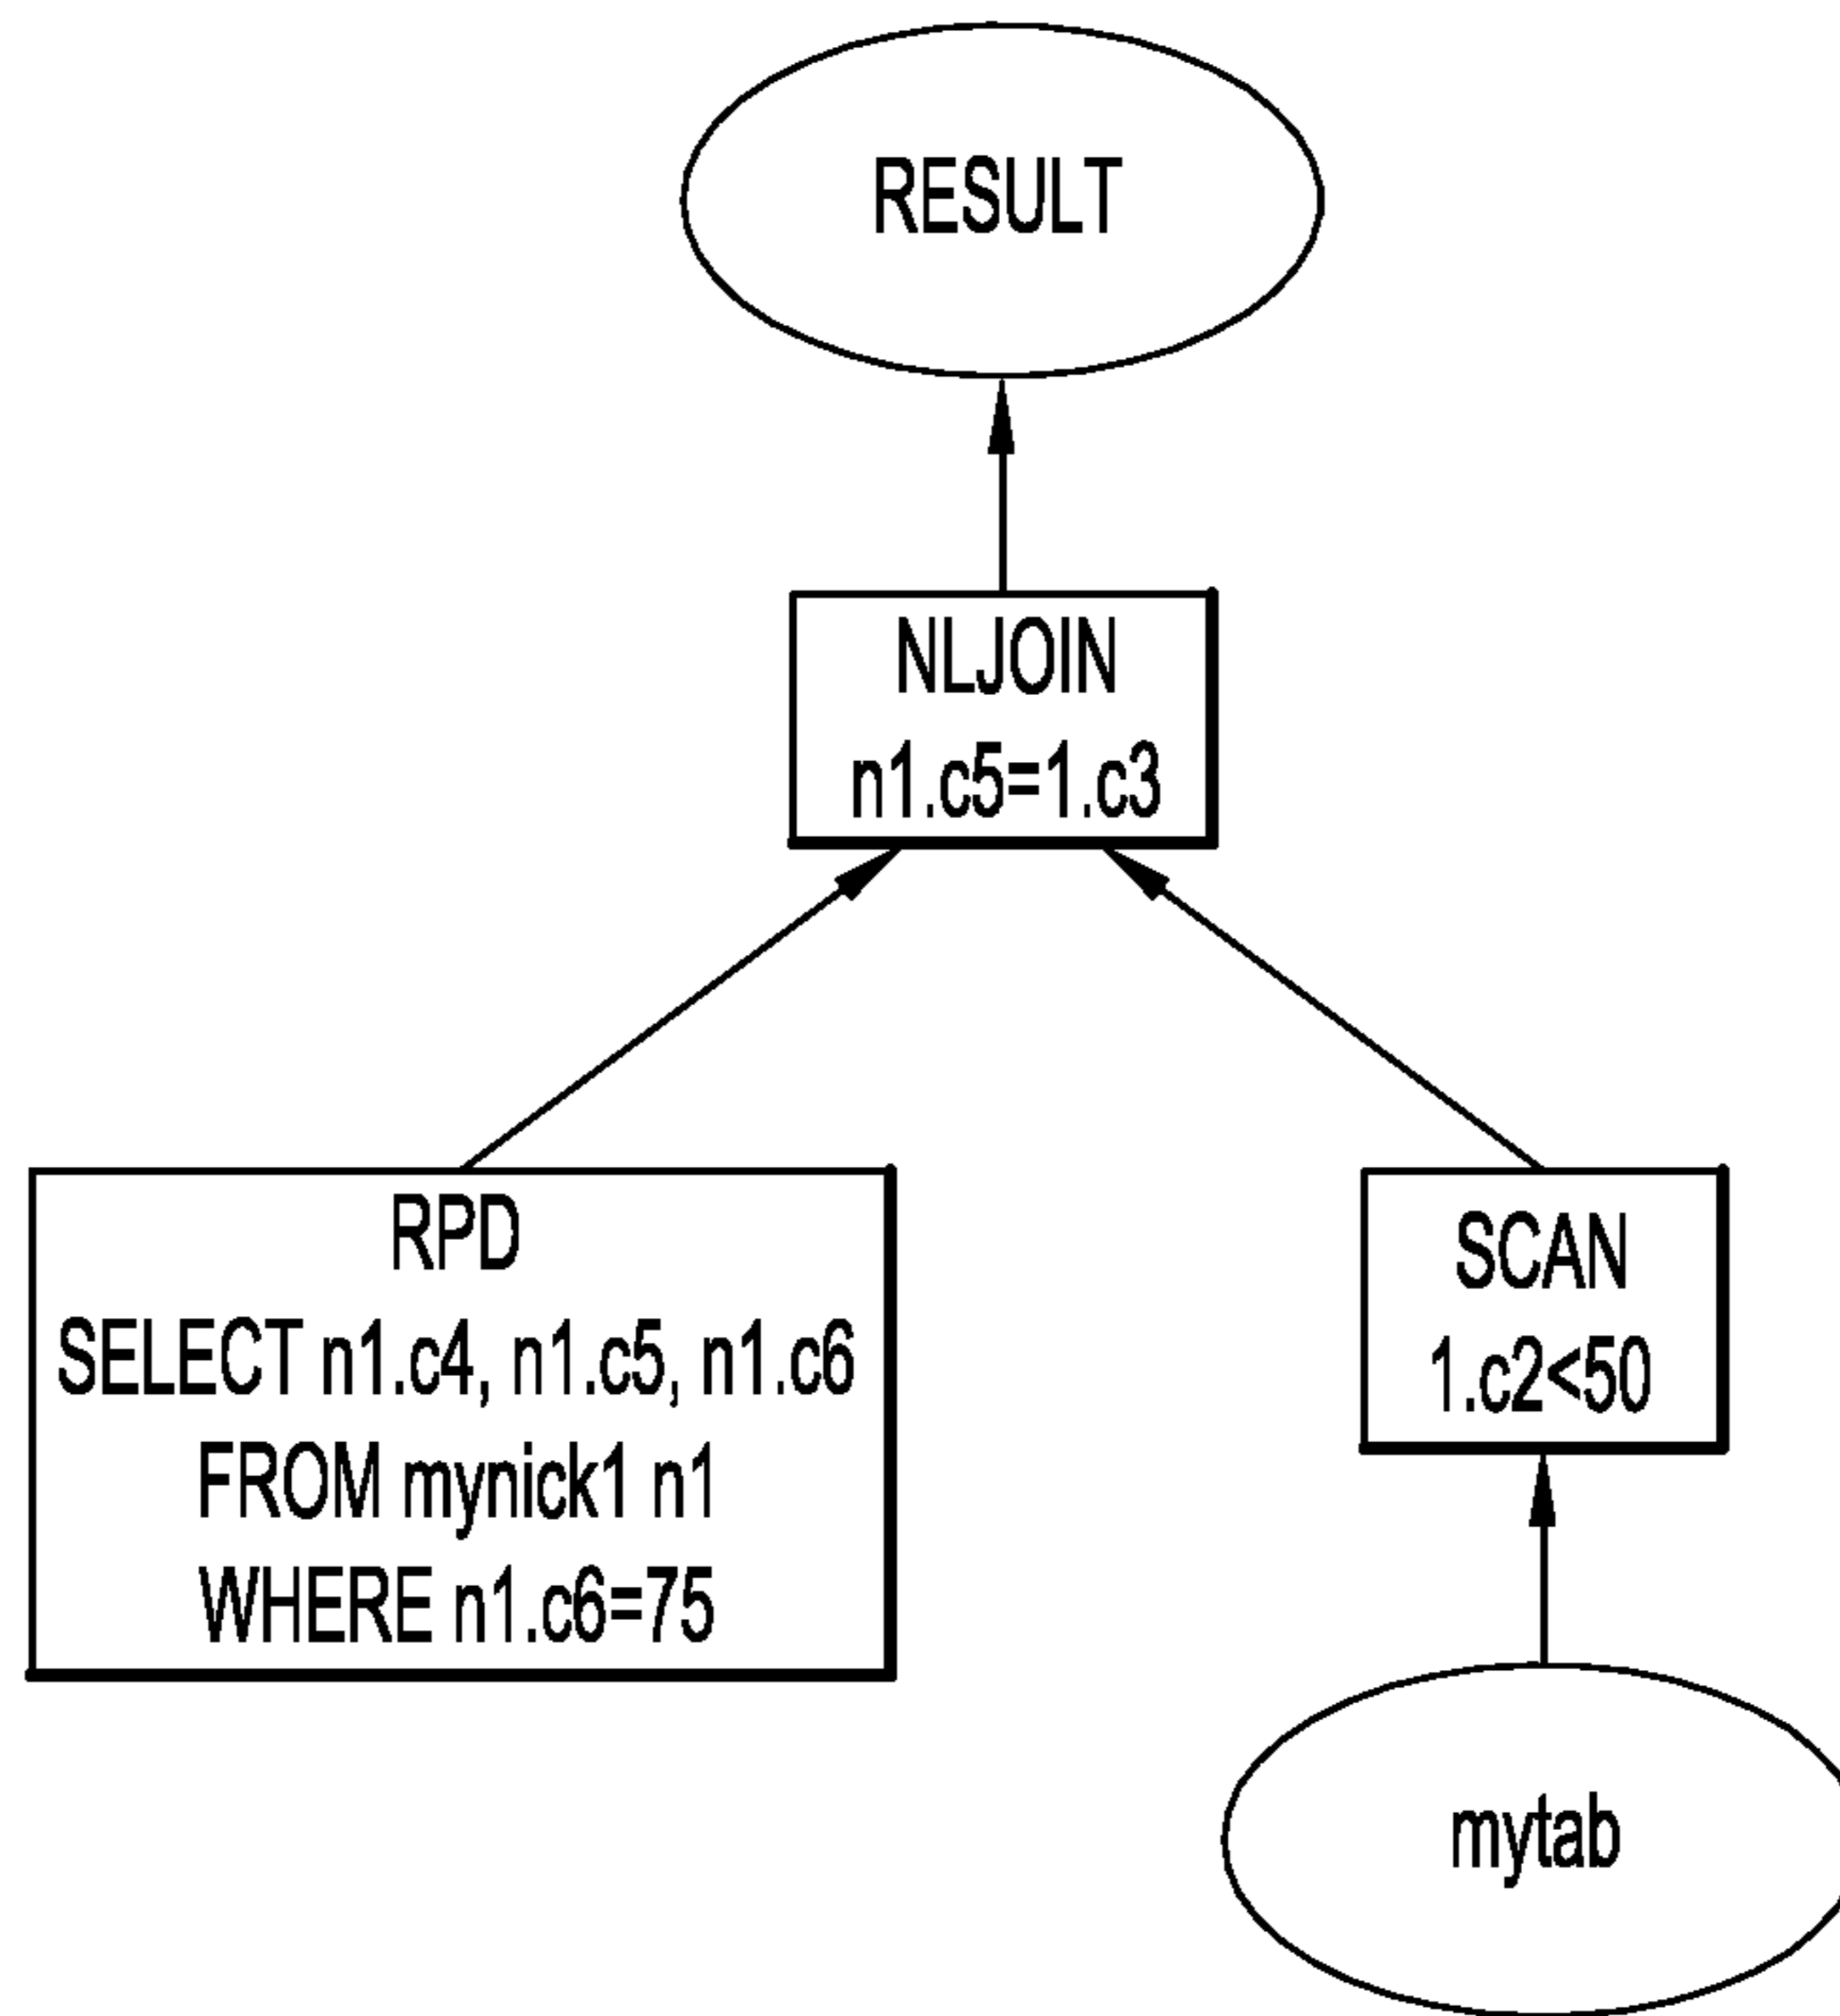 RESULT
NLJOIN
n1.c5=1.c3
RPD
SELECT n1.c4, n1.c5, n1.c6
FROM mynick1 n1
WHERE n1.c6=75
SCAN
1.c2<50
mytab